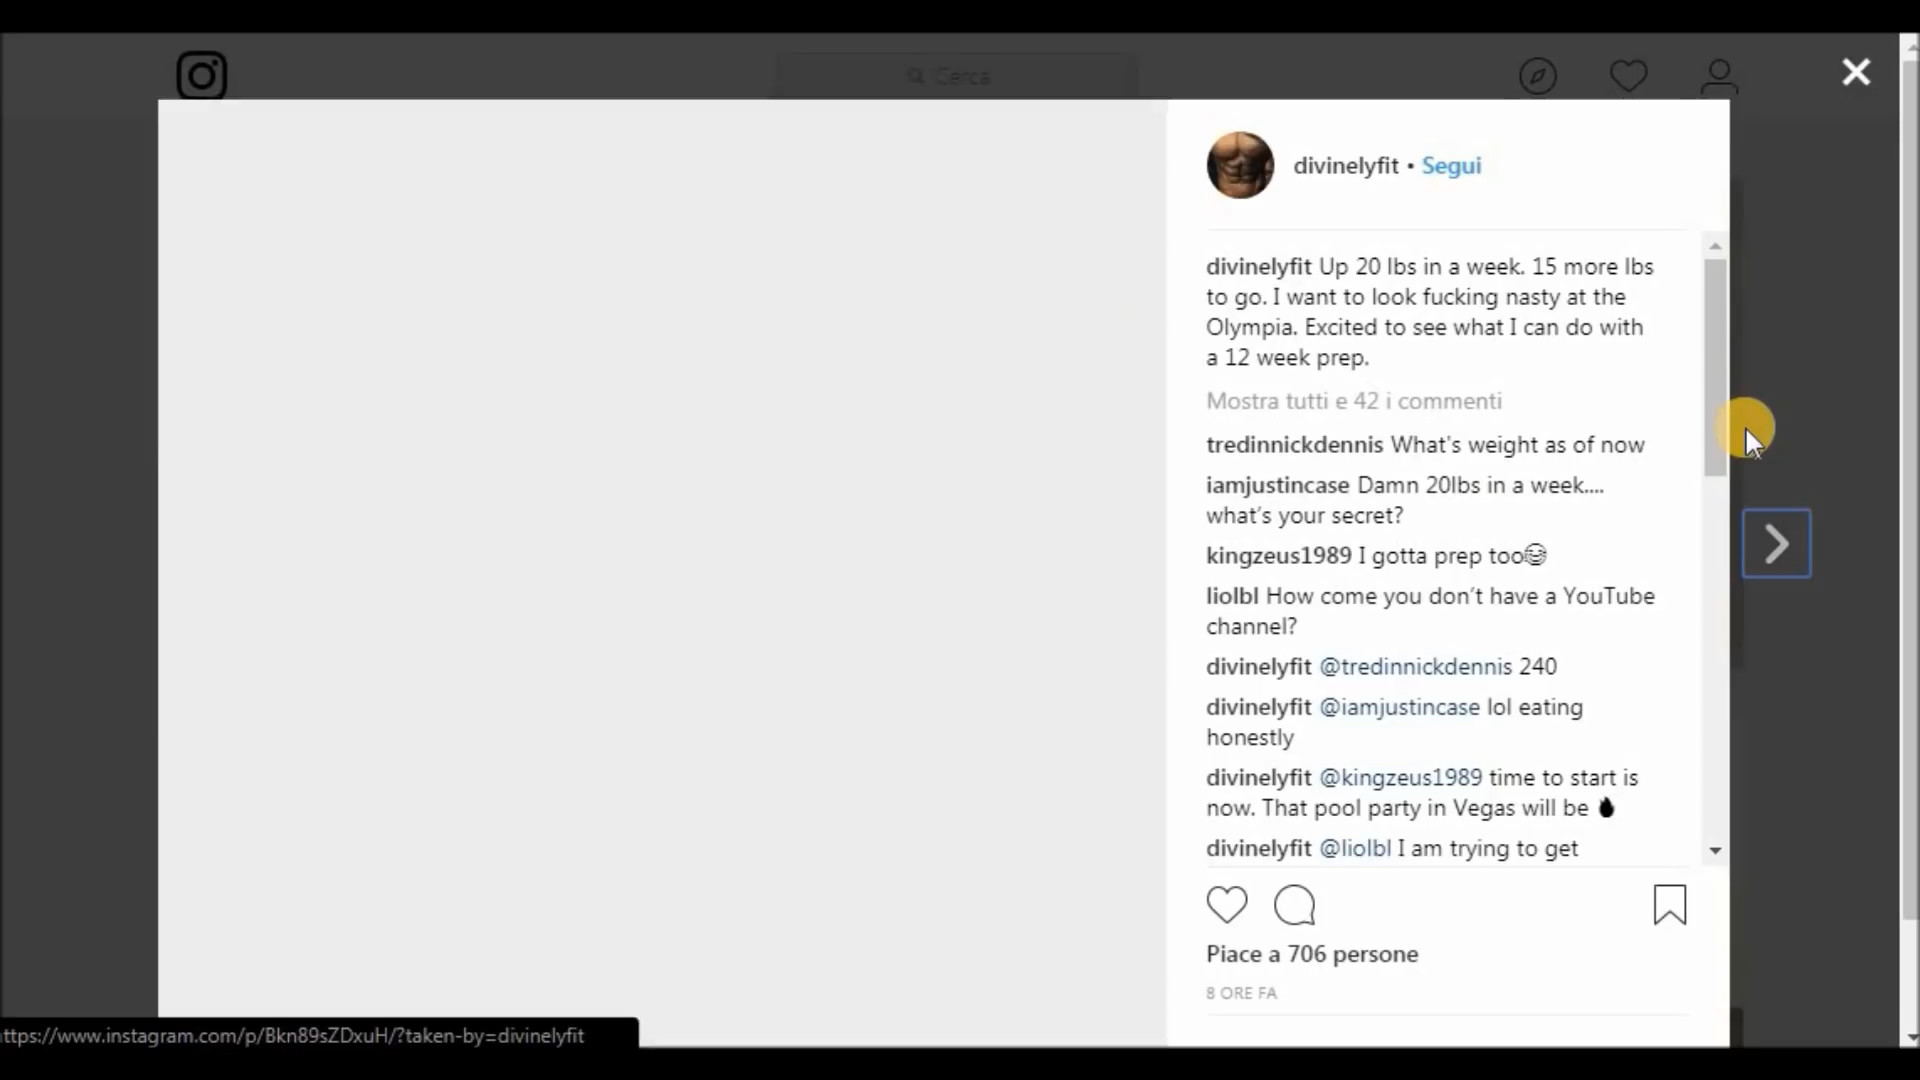 Cerca
divinelyfit • Segui
divinelyfit Up 20 lbs in a week. 15 more lbs
to go. I want to look fucking nasty at the
Olympia. Excited to see what I can do with
a 12 week prep.
Mostra tutti e 42 i commenti
tredinnickdennis What's weight as of now
iamjustincase Damn 20lbs in a week....
what's your secret?
kingzeus1989 I gotta prep too😂
liolbl How come you don't have a YouTube
channel?
divinelyfit @tredinnickdennis 240
divinelyfit @iamjustincase lol eating
honestly
divinelyfit @kingzeus1989 time to start is
now. That pool party in Vegas will be 🔥
divinelyfit @liolbl I am trying to get
Piace a 706 persone
8 ORE FA
ttps://www.instagram.com/p/Bkn89sZDxuH/?taken-by=divinelyfit